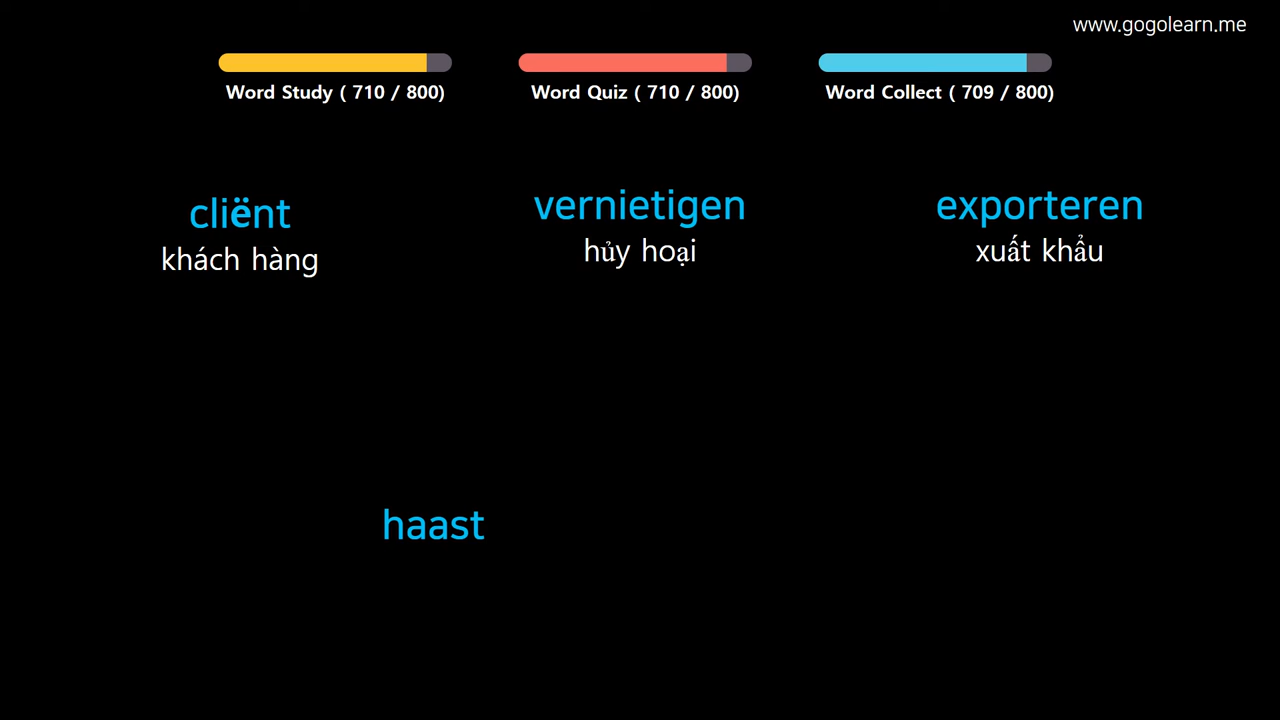 www.gogolearn.me
Word Study ( 710 / 800)
Word Quiz ( 710 / 800)
Word Collect ( 709 / 800)
cliënt
khách hàng
vernietigen
hủy hoại
exporteren
xuất khẩu
haast